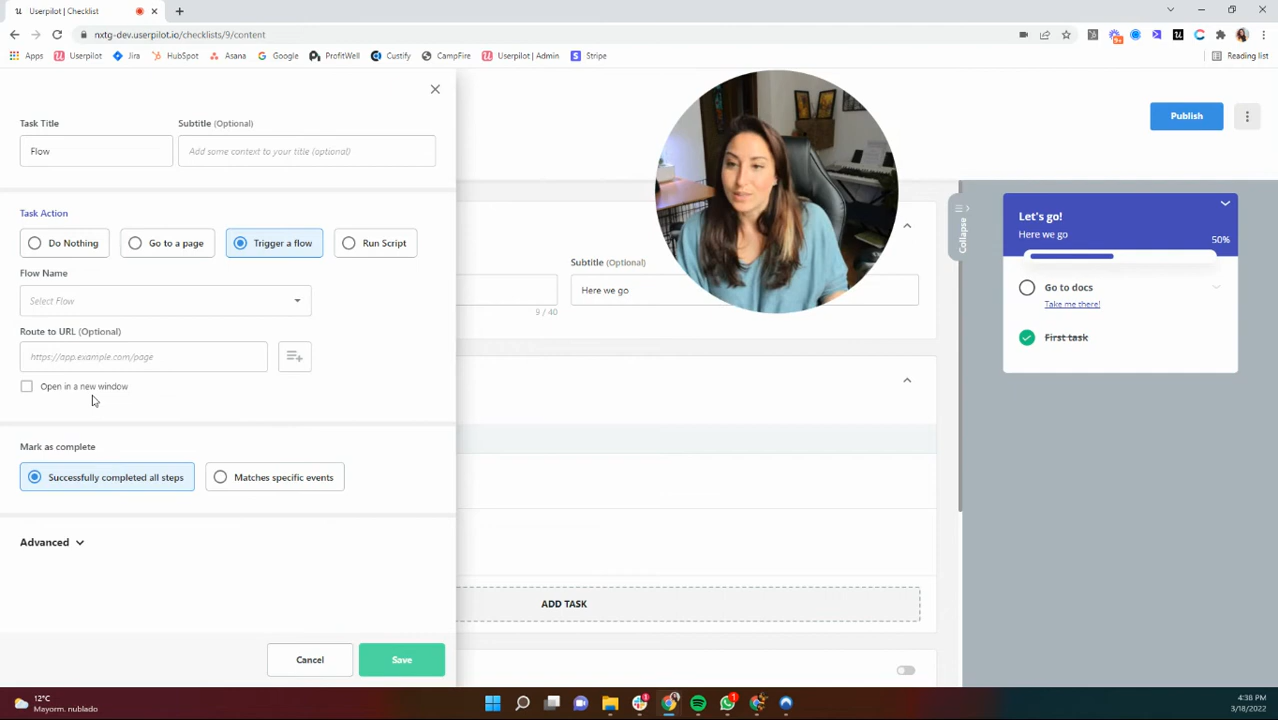 Userpilot | Checklist
nxtg-dev.userpilot.io/checklists/9/content
Apps
Userpilot
Jira
HubSpot
Asana
Google
ProfitWell
Custify
CampFire
Userpilot | Admin
Stripe
Reading list
Task Title
Subtitle (Optional)
Flow
Add some context to your title (optional)
Publish
Task Action
Do Nothing
Go to a page
Trigger a flow
Run Script
Flow Name
Select Flow
Route to URL (Optional)
https://app.example.com/page
Open in a new window
Mark as complete
Successfully completed all steps
Matches specific events
Advanced
Cancel
Save
Subtitle (Optional)
Here we go
9 / 40
ADD TASK
Collapse
Let's go!
Here we go
50%
Go to docs
Take me there!
First task
12°C
Mayorm. nublado
4:38 PM
3/18/2022